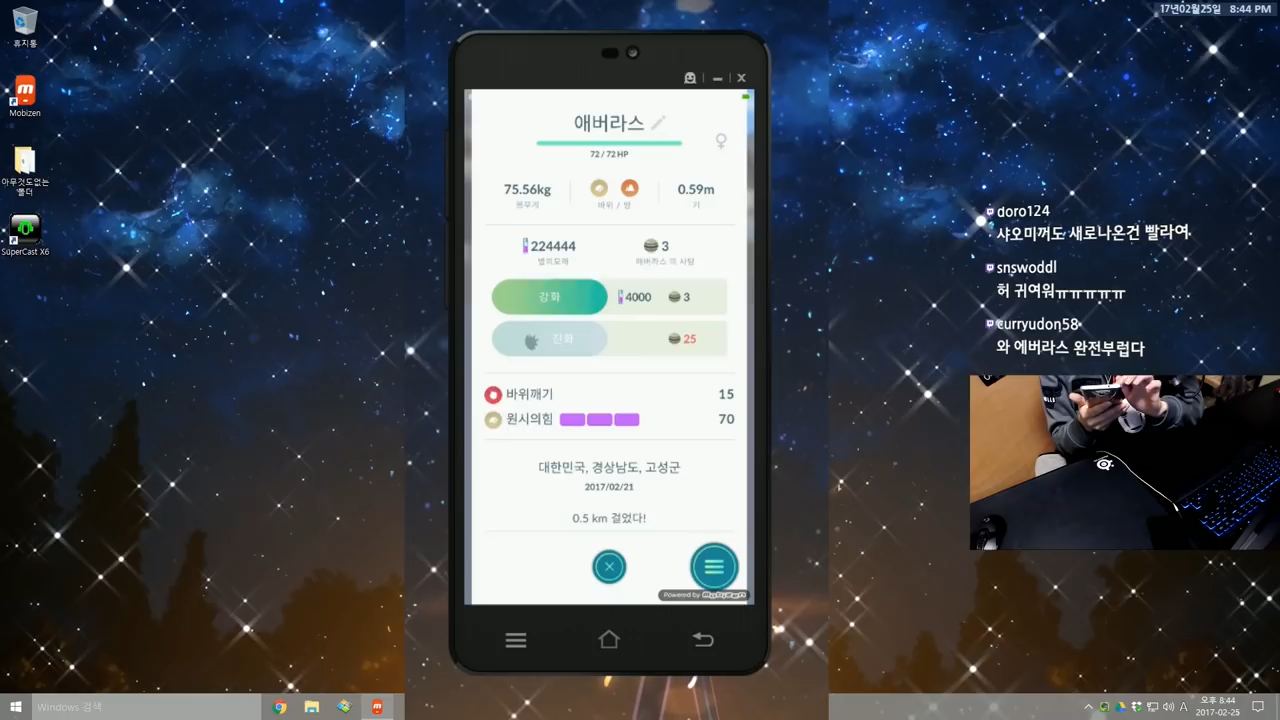 17년02월25일 8:44 PM
휴지통
Mobizen
아무것도없는
폴더
SuperCast X6
애버라스
72 / 72 HP
75.56kg
몸무게
바위 / 땅
0.59m
키
224444
별의모래
3
애버라스 의 사탕
강화
4000
3
진화
25
바위깨기
15
원시의힘
70
대한민국, 경상남도, 고성군
2017/02/21
0.5 km 걸었다!
Powered by Mobizen
doro124
샤오미꺼도 새로나온건 빨라여
snswoddl
허 귀여워ㅠㅠㅠㅠㅠ
curryudon58
와 에버라스 완전부럽다
Windows 검색
A
오후 8:44
2017-02-25